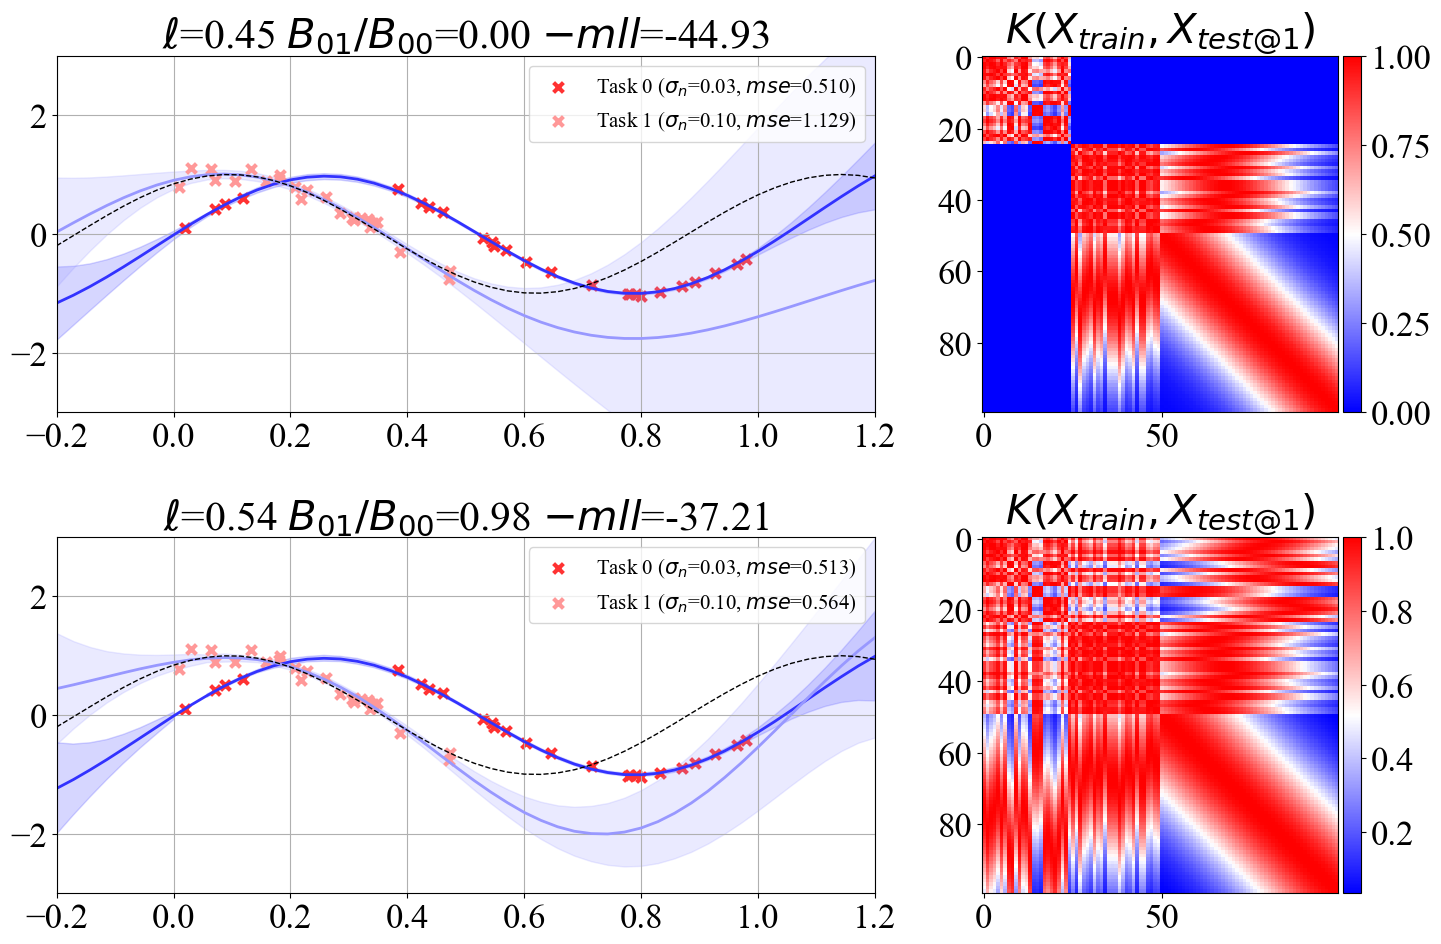 ℓ=0.45 B₀₁/B₀₀=0.00 −mll=-44.93
Task 0 (σₙ=0.03, mse=0.510)
Task 1 (σₙ=0.10, mse=1.129)
2
0
−2
−0.2 0.0 0.2 0.4 0.6 0.8 1.0 1.2
K(X_train, X_test@1)
0
20
40
60
80
0 50
1.00
0.75
0.50
0.25
0.00
ℓ=0.54 B₀₁/B₀₀=0.98 −mll=-37.21
Task 0 (σₙ=0.03, mse=0.513)
Task 1 (σₙ=0.10, mse=0.564)
2
0
−2
−0.2 0.0 0.2 0.4 0.6 0.8 1.0 1.2
K(X_train, X_test@1)
0
20
40
60
80
0 50
1.0
0.8
0.6
0.4
0.2